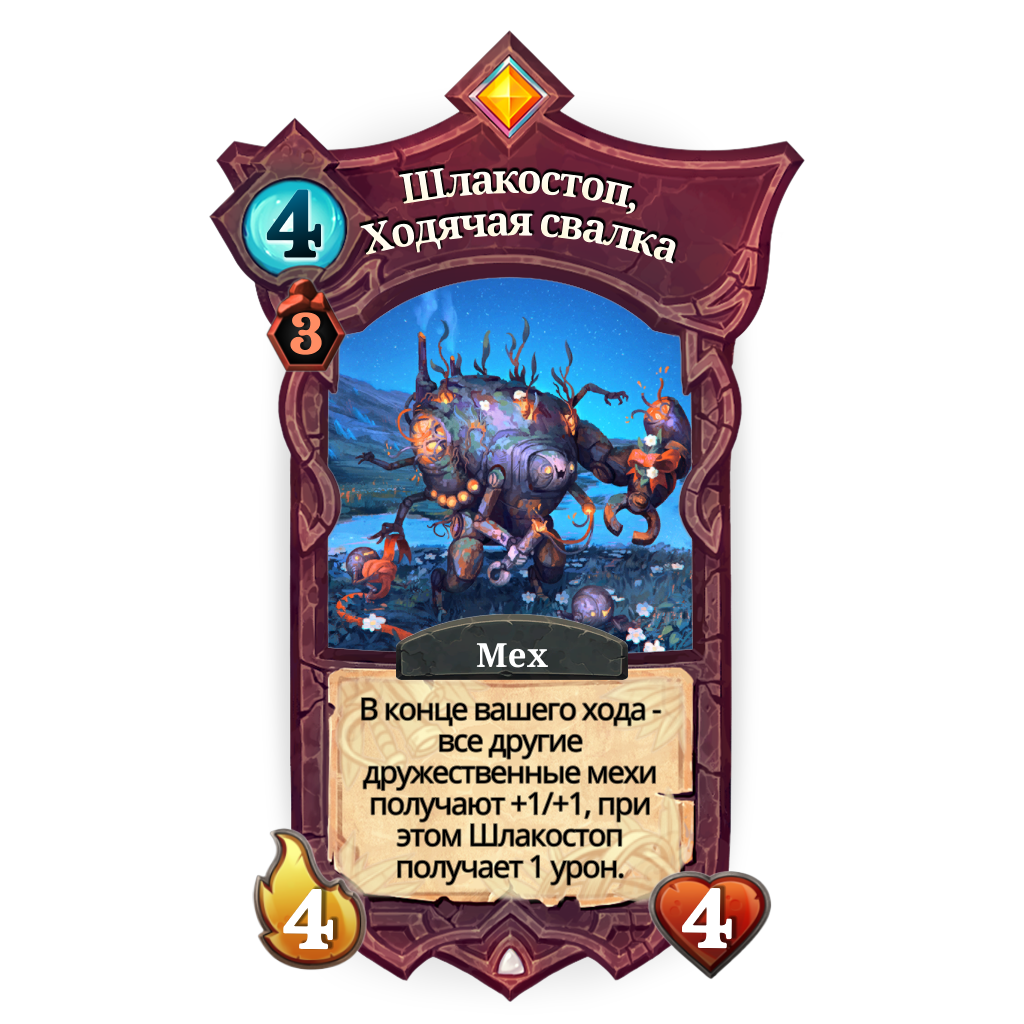 4
Шлакостоп,
Ходячая свалка
3
Мех
В конце вашего хода -
все другие
дружественные мехи
получают +1/+1, при
этом Шлакостоп
получает 1 урон.
4
4